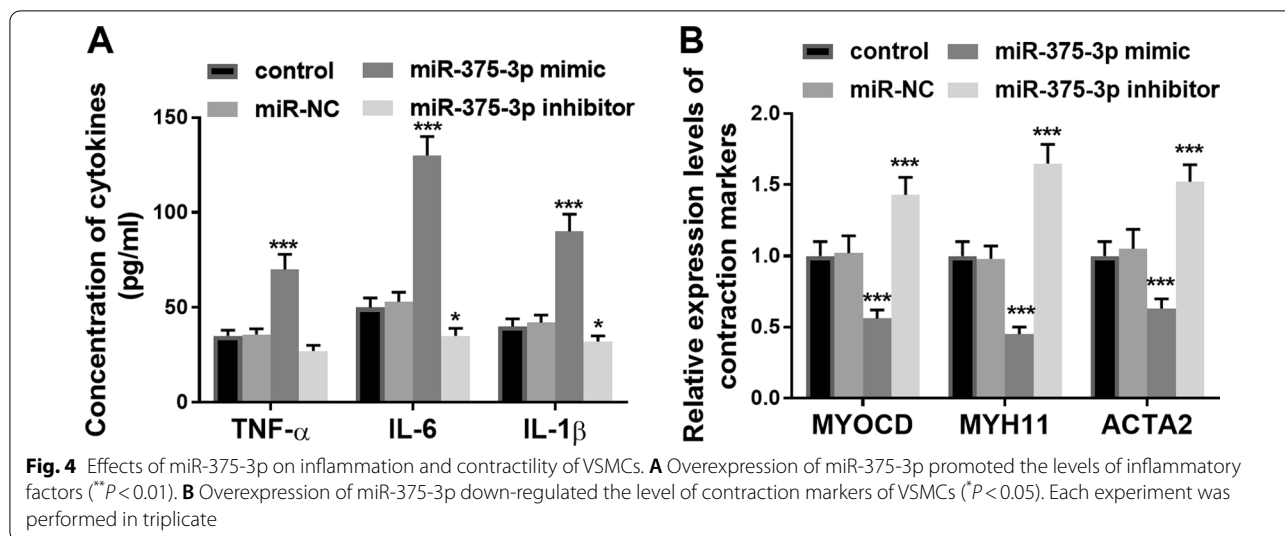 A
control
miR-375-3p mimic
miR-NC
miR-375-3p inhibitor
Concentration of cytokines
(pg/ml)
150
100
50
0
***
***
*
***
*
TNF-α
IL-6
IL-1β
B
control
miR-375-3p mimic
miR-NC
miR-375-3p inhibitor
Relative expression levels of
contraction markers
2.0
1.5
1.0
0.5
0.0
***
***
***
***
***
***
MYOCD
MYH11
ACTA2
Fig. 4 Effects of miR-375-3p on inflammation and contractility of VSMCs. A Overexpression of miR-375-3p promoted the levels of inflammatory
factors (**P < 0.01). B Overexpression of miR-375-3p down-regulated the level of contraction markers of VSMCs (*P < 0.05). Each experiment was
performed in triplicate